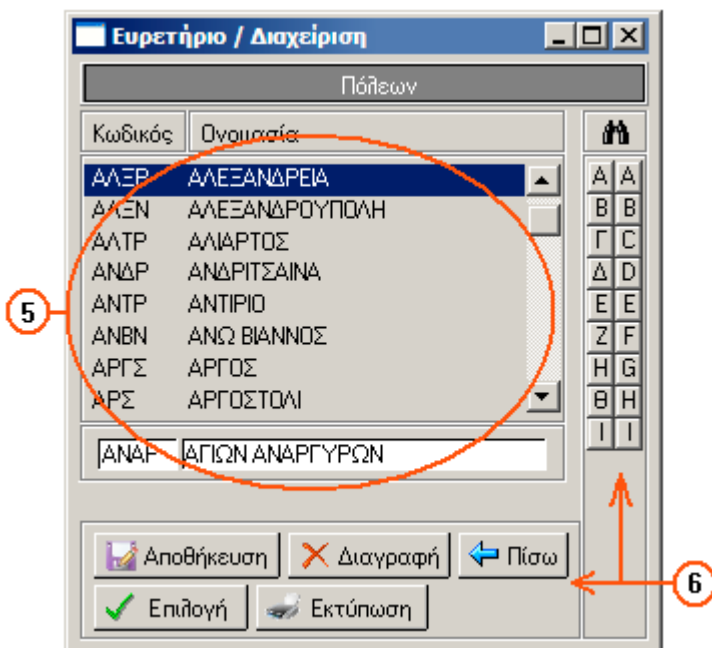 Ευρετήριο / Διαχείριση
Πόλεων
Κωδικός Ονομασία
ΑΛΞΡ ΑΛΕΞΑΝΔΡΕΙΑ
ΑΛΞΝ ΑΛΕΞΑΝΔΡΟΥΠΟΛΗ
ΑΛΤΡ ΑΛΙΑΡΤΟΣ
ΑΝΔΡ ΑΝΔΡΙΤΣΑΙΝΑ
ΑΝΤΡ ΑΝΤΙΡΙΟ
ΑΝΒΝ ΑΝΩ ΒΙΑΝΝΟΣ
ΑΡΓΣ ΑΡΓΟΣ
ΑΡΣ ΑΡΓΟΣΤΟΛΙ
Α A
Β B
Γ C
Δ D
Ε E
Ζ F
Η G
Θ H
Ι I
5
ΑΝΑΡ ΑΓΙΩΝ ΑΝΑΡΓΥΡΩΝ
Αποθήκευση Διαγραφή Πίσω
Επιλογή Εκτύπωση
6